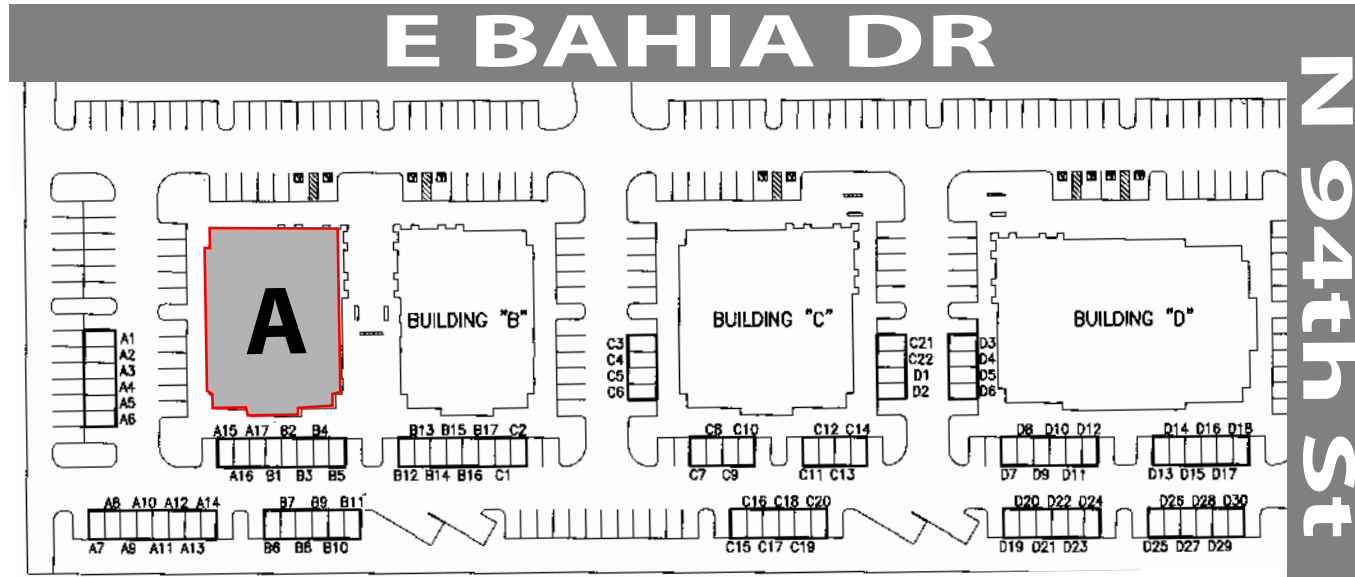 E BAHIA DR
N 94th St
A
BUILDING "B"
BUILDING "C"
BUILDING "D"
A1
A2
A3
A4
A5
A6
C3
C4
C5
C6
C21
C22
D1
D2
D3
D4
D5
D6
A15 A17 B2 B4
A16 B1 B3 B5
B13 B15 B17 C2
B12 B14 B16 C1
C8 C10
C7 C9
C12 C14
C11 C13
D8 D10 D12
D7 D9 D11
D14 D16 D18
D13 D15 D17
A8 A10 A12 A14
A7 A9 A11 A13
B7 B9 B11
B6 B8 B10
C16 C18 C20
C15 C17 C19
D20 D22 D24
D19 D21 D23
D26 D28 D30
D25 D27 D29